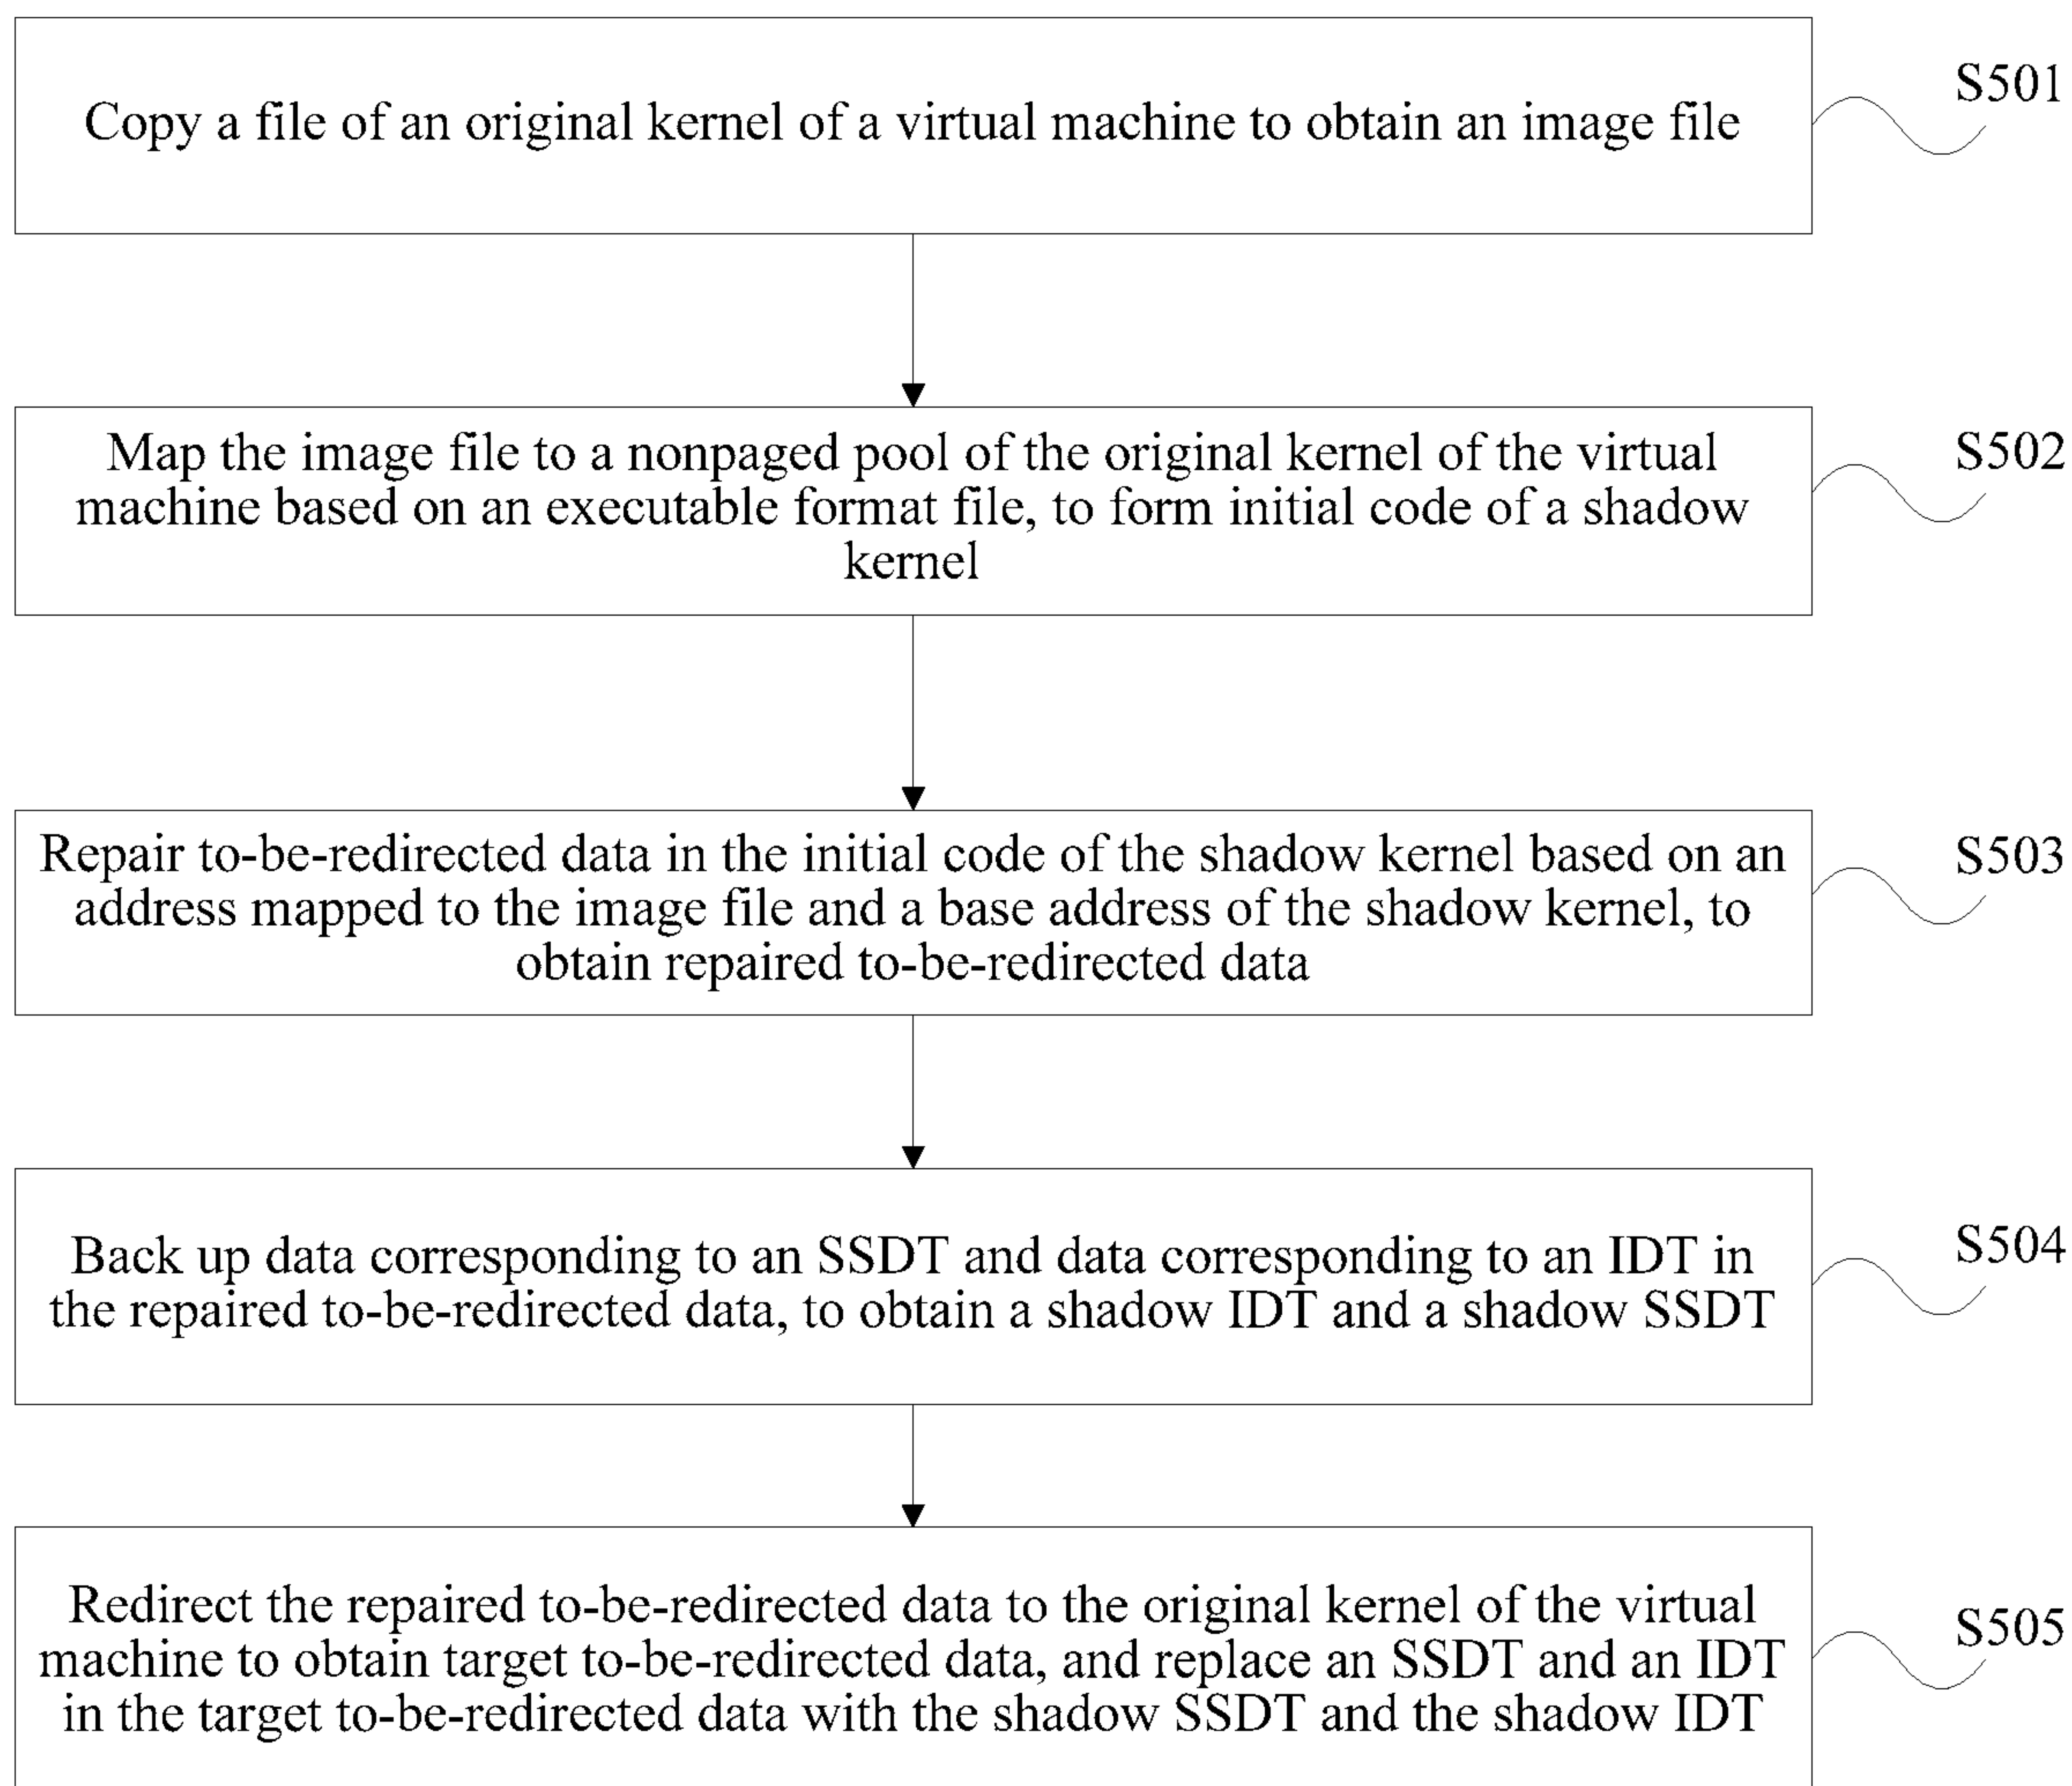 Copy a file of an original kernel of a virtual machine to obtain an image file
S501
Map the image file to a nonpaged pool of the original kernel of the virtual
machine based on an executable format file, to form initial code of a shadow
kernel
S502
Repair to-be-redirected data in the initial code of the shadow kernel based on an
address mapped to the image file and a base address of the shadow kernel, to
obtain repaired to-be-redirected data
S503
Back up data corresponding to an SSDT and data corresponding to an IDT in
the repaired to-be-redirected data, to obtain a shadow IDT and a shadow SSDT
S504
Redirect the repaired to-be-redirected data to the original kernel of the virtual
machine to obtain target to-be-redirected data, and replace an SSDT and an IDT
in the target to-be-redirected data with the shadow SSDT and the shadow IDT
S505